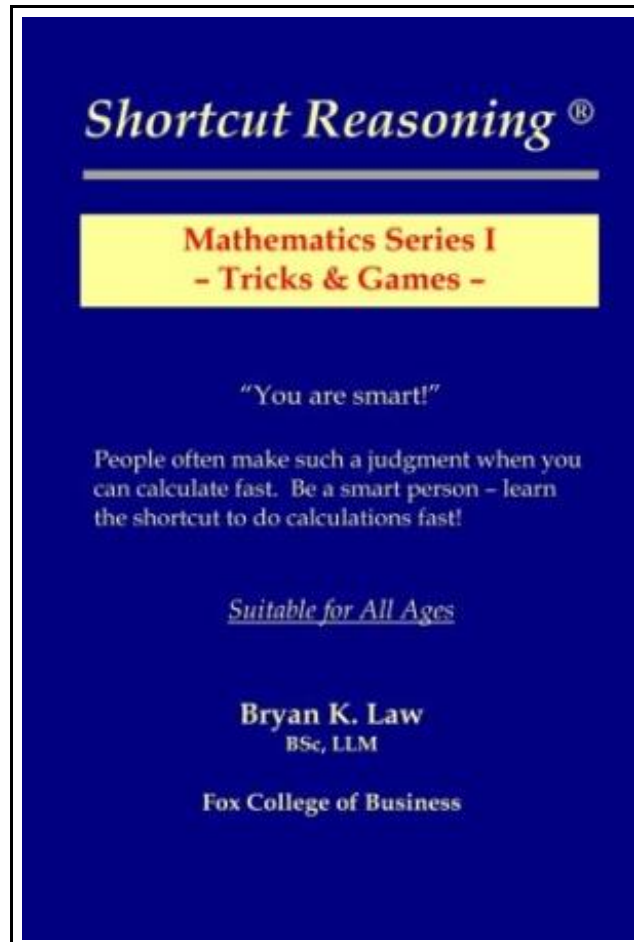 Shortcut Reasoning ®
Mathematics Series I
– Tricks & Games –
“You are smart!”
People often make such a judgment when you
can calculate fast.  Be a smart person – learn
the shortcut to do calculations fast!
Suitable for All Ages
Bryan K. Law
BSc, LLM
Fox College of Business